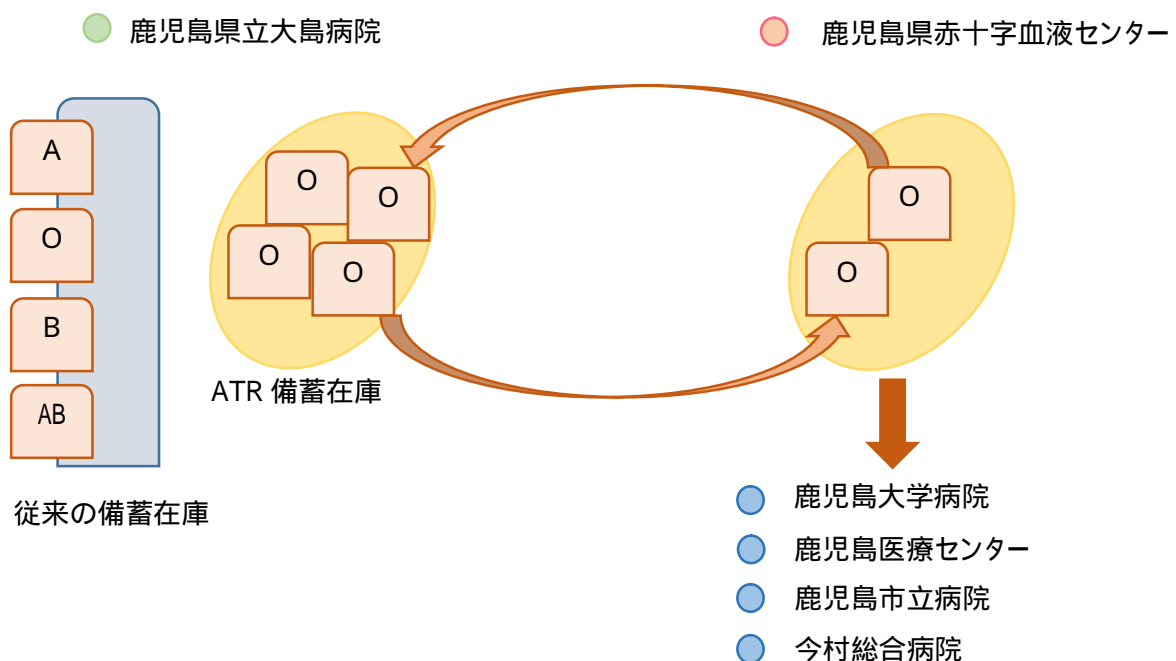 鹿児島県立大島病院
鹿児島県赤十字血液センター
A
O
B
AB
従来の備蓄在庫
O
O
O
O
ATR 備蓄在庫
O
O
鹿児島大学病院
鹿児島医療センター
鹿児島市立病院
今村総合病院